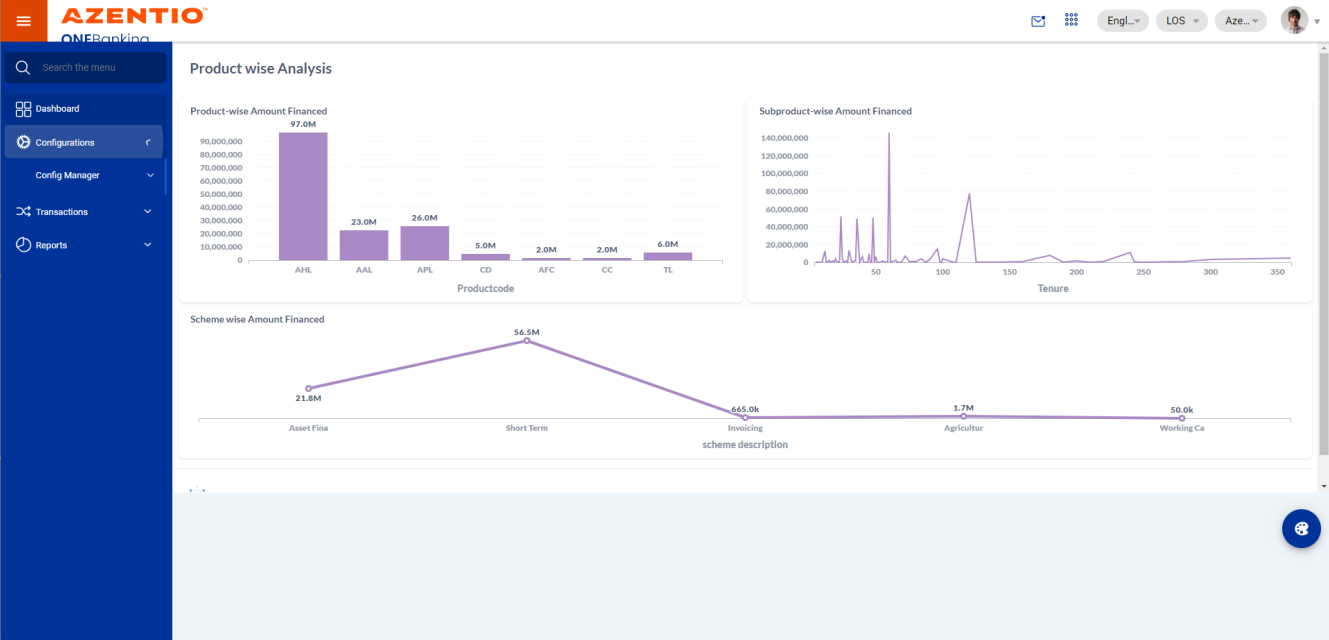 AZENTIO
ONEBanking
Engl...
LOS
Aze...
Search the menu
Dashboard
Configurations
Config Manager
Transactions
Reports
Product wise Analysis
Product-wise Amount Financed
97.0M
90,000,000
80,000,000
70,000,000
60,000,000
50,000,000
40,000,000
30,000,000
20,000,000
10,000,000
0
23.0M
26.0M
5.0M
2.0M
2.0M
6.0M
AHL
AAL
APL
CD
AFC
CC
TL
Productcode
Subproduct-wise Amount Financed
140,000,000
120,000,000
100,000,000
80,000,000
60,000,000
40,000,000
20,000,000
0
50
100
150
200
250
300
350
Tenure
Scheme wise Amount Financed
21.8M
56.5M
665.0k
1.7M
50.0k
Asset Fina
Short Term
Invoicing
Agricultur
Working Ca
scheme description